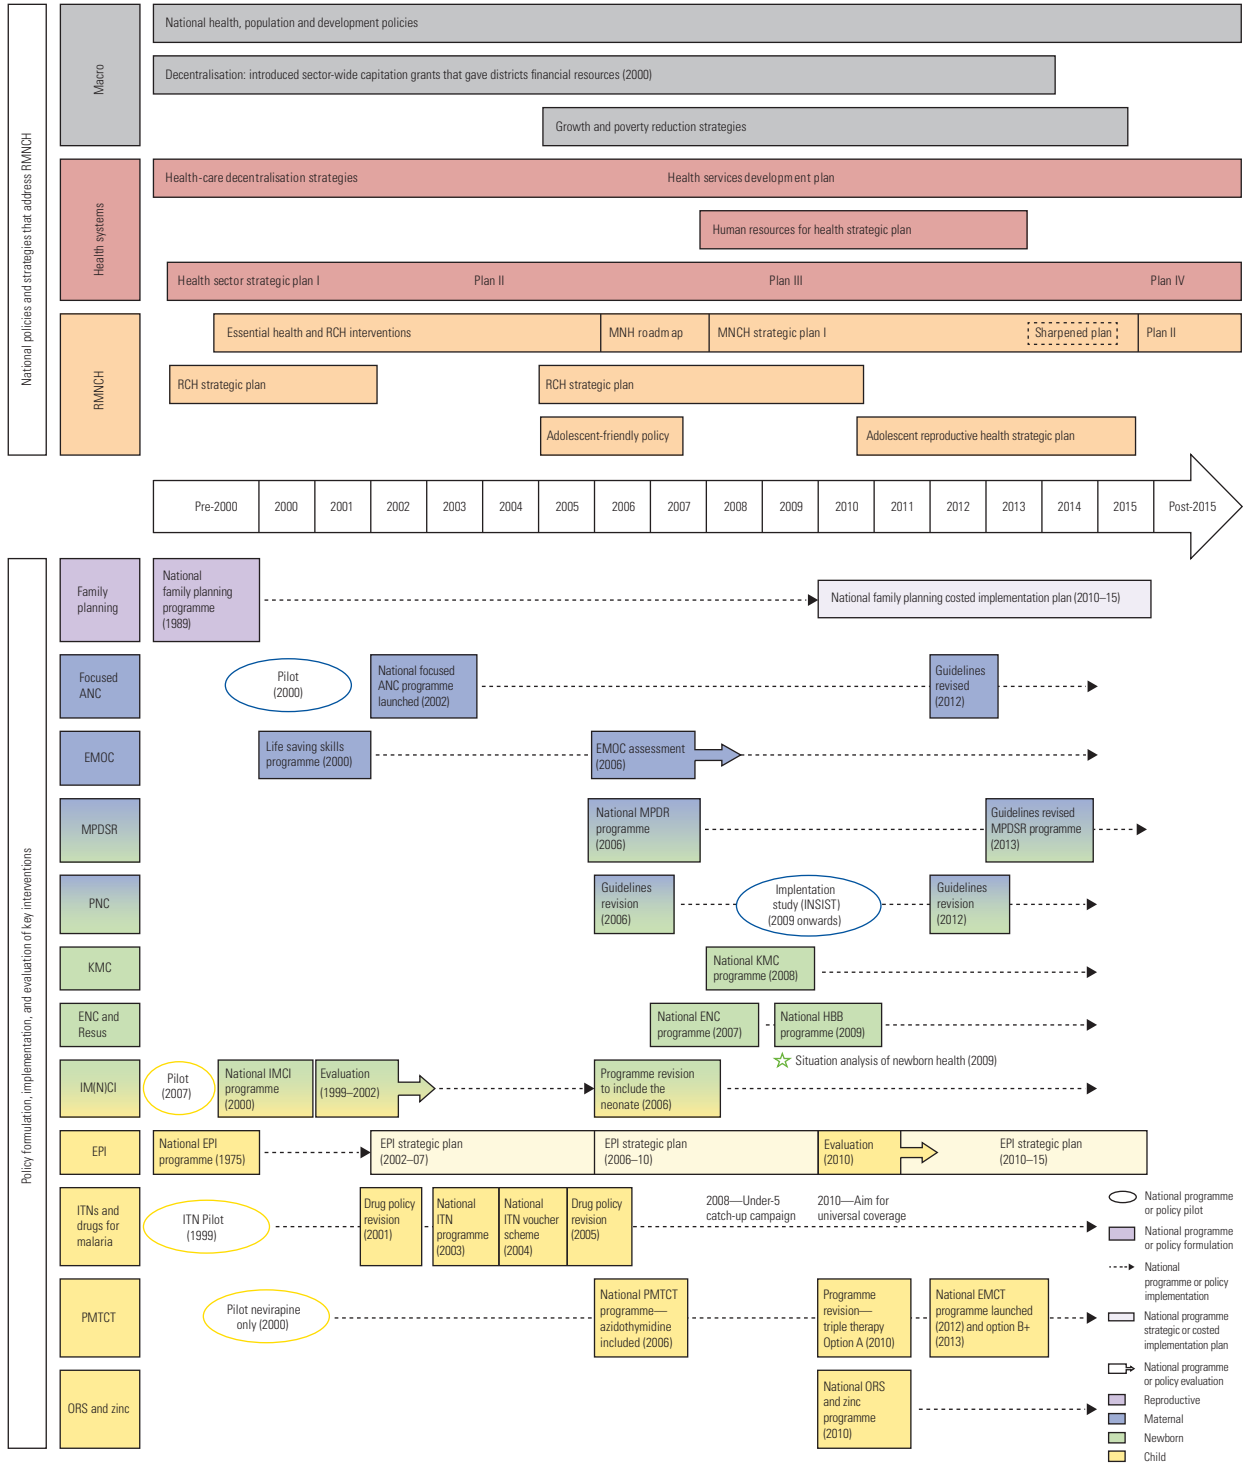 National policies and strategies that address RMNCH
Macro
National health, population and development policies
Decentralisation: introduced sector-wide capitation grants that gave districts financial resources (2000)
Growth and poverty reduction strategies
Health systems
Health-care decentralisation strategies
Health services development plan
Human resources for health strategic plan
Health sector strategic plan I
Plan II
Plan III
Plan IV
RMNCH
Essential health and RCH interventions
MNH roadmap
MNCH strategic plan I
Sharpened plan
Plan II
RCH strategic plan
RCH strategic plan
Adolescent-friendly policy
Adolescent reproductive health strategic plan
Pre-2000
2000
2001
2002
2003
2004
2005
2006
2007
2008
2009
2010
2011
2012
2013
2014
2015
Post-2015
Policy formulation, implementation, and evaluation of key interventions
Family
planning
National
family planning
programme
(1989)
National family planning costed implementation plan (2010–15)
Focused
ANC
Pilot
(2000)
National focused
ANC programme
launched (2002)
Guidelines
revised
(2012)
EMOC
Life saving skills
programme (2000)
EMOC assessment
(2006)
MPDSR
National MPDR
programme
(2006)
Guidelines revised
MPDSR programme
(2013)
PNC
Guidelines
revision
(2006)
Implentation
study (INSIST)
(2009 onwards)
Guidelines
revision
(2012)
KMC
National KMC
programme (2008)
ENC and
Resus
National ENC
programme (2007)
National HBB
programme (2009)
Situation analysis of newborn health (2009)
IM(N)CI
Pilot
(2007)
National IMCI
programme
(2000)
Evaluation
(1999–2002)
Programme revision
to include the
neonate (2006)
EPI
National EPI
programme (1975)
EPI strategic plan
(2002–07)
EPI strategic plan
(2006–10)
Evaluation
(2010)
EPI strategic plan
(2010–15)
ITNs and
drugs for
malaria
ITN Pilot
(1999)
Drug policy
revision
(2001)
National
ITN
programme
(2003)
National
ITN voucher
scheme
(2004)
Drug policy
revision
(2005)
2008—Under-5
catch-up campaign
2010—Aim for
universal coverage
PMTCT
Pilot nevirapine
only (2000)
National PMTCT
programme—
azidothymidine
included (2006)
Programme
revision—
triple therapy
Option A (2010)
National EMCT
programme launched
(2012) and option B+
(2013)
ORS and zinc
National ORS
and zinc
programme
(2010)
National programme
or policy pilot
National programme
or policy formulation
National
programme or policy
implementation
National programme
strategic or costed
implementation plan
National programme
or policy evaluation
Reproductive
Maternal
Newborn
Child